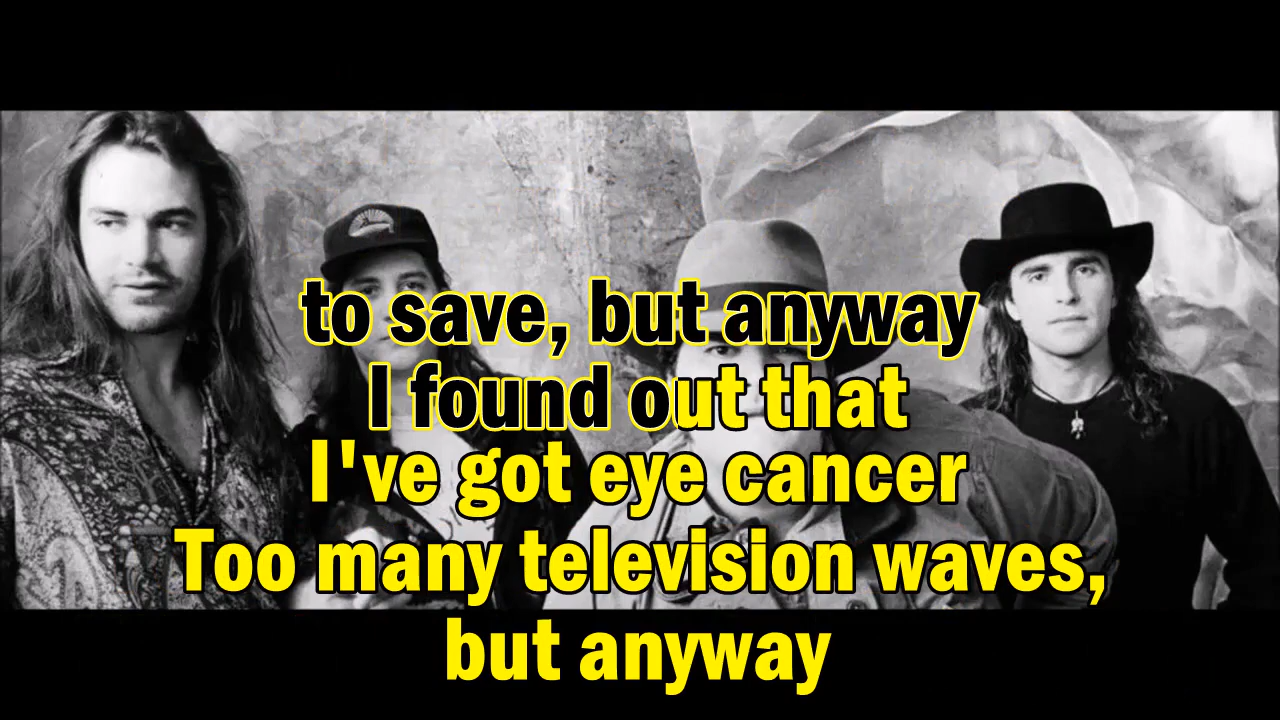 to save, but anyway
I found out that
I've got eye cancer
Too many television waves,
but anyway